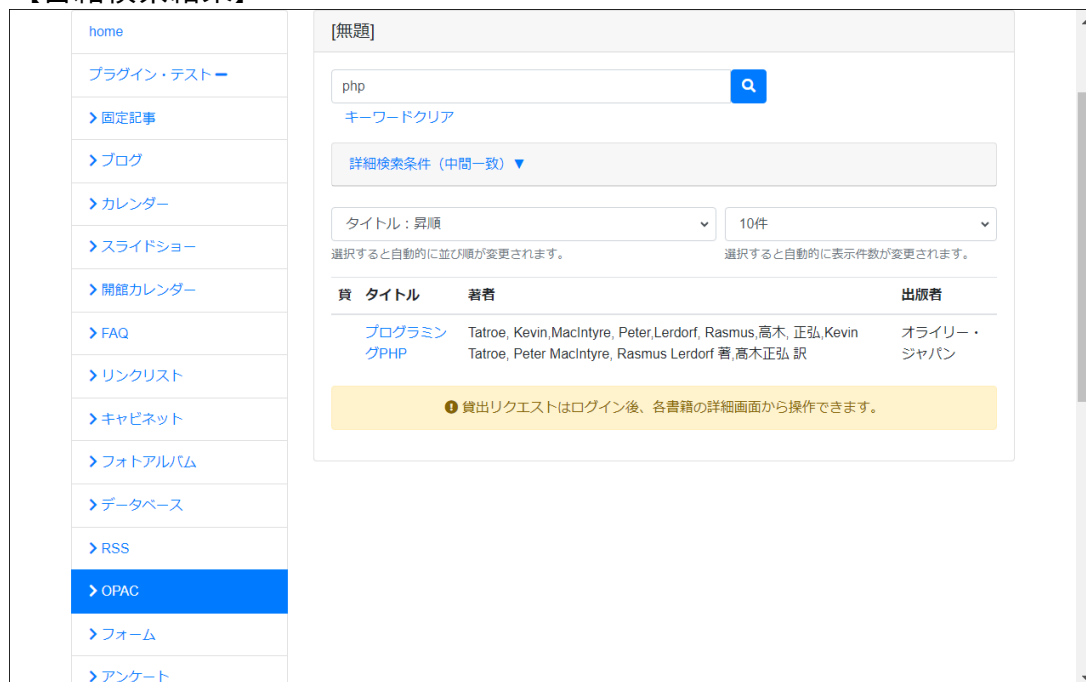 【書籍検索結果】
home
プラグイン・テスト
固定記事
ブログ
カレンダー
スライドショー
開館カレンダー
FAQ
リンクリスト
キャビネット
フォトアルバム
データベース
RSS
OPAC
フォーム
アンケート
[無題]
php
キーワードクリア
詳細検索条件（中間一致）▼
タイトル：昇順
10件
選択すると自動的に並び順が変更されます。
選択すると自動的に表示件数が変更されます。
貸 タイトル 著者 出版者
プログラミン Tatroe, Kevin,MacIntyre, Peter,Lerdorf, Rasmus,高木, 正弘,Kevin オライリー・
グPHP Tatroe, Peter MacIntyre, Rasmus Lerdorf 著,髙木正弘 訳 ジャパン
貸出リクエストはログイン後、各書籍の詳細画面から操作できます。